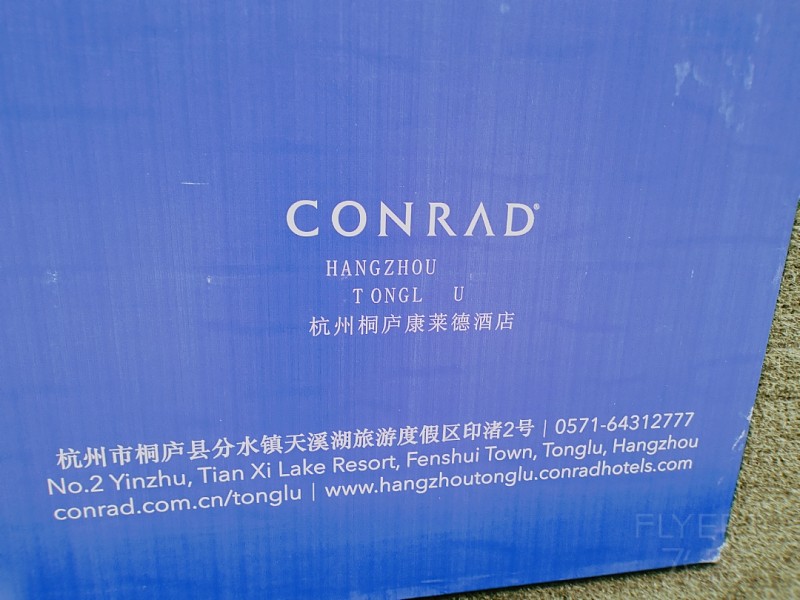 CONRAD®
HANGZHOU
TONGL U
杭州桐庐康莱德酒店
杭州市桐庐县分水镇天溪湖旅游度假区印渚2号 | 0571-64312777
No.2 Yinzhu, Tian Xi Lake Resort, Fenshui Town, Tonglu, Hangzhou
conrad.com.cn/tonglu | www.hangzhoutonglu.conradhotels.com